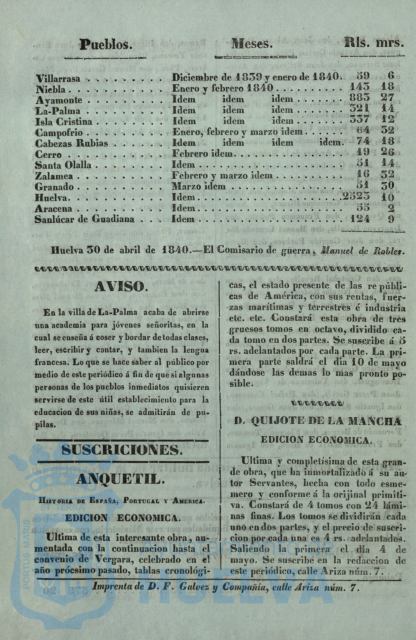 Pueblos. Meses. Rls. mrs.
Villarrasa . . . . . . . . . Diciembre de 1839 y enero de 1840. 59 6
Niebla . . . . . . . . . . . Enero y febrero 1840 . . . . . . . . . 143 18
Ayamonte . . . . . . . . . Idem idem idem . . . . . . . 883 27
La-Palma . . . . . . . . . Idem idem idem . . . . . . . 321 14
Isla Cristina . . . . . . . . Idem idem idem . . . . . . . 337 12
Campofrio . . . . . . . . . Enero, febrero y marzo idem . . . . . 64 32
Cabezas Rubias . . . . . . Idem idem idem idem. 74 18
Cerro . . . . . . . . . . . Febrero idem. . . . . . . . . . . . . 49 26
Santa Olalla . . . . . . . . Idem . . . . . . . . . . . . . . . . 51 14
Zalamea . . . . . . . . . . Febrero y marzo idem . . . . . . . . 16 32
Granado . . . . . . . . . . Marzo idem . . . . . . . . . . . . . 51 30
Huelva. . . . . . . . . . . Idem . . . . . . . . . . . . . . . . 2525 10
Aracena . . . . . . . . . . Idem . . . . . . . . . . . . . . . . 53 2
Sanlúcar de Guadiana . . . Idem . . . . . . . . . . . . . . . . 124 9
Huelva 30 de abril de 1840.—El Comisario de guerra, Manuel de Robles.
AVISO.
En la villa de La-Palma acaba de abrirse
una academia para jóvenes señoritas, en la
cual se enseña á coser y bordar de todas clases,
leer, escribir y contar, y tambien la lengua
francesa. Lo que se hace saber al público por
medio de este periódico á fin de que si algunas
personas de los pueblos inmediatos quisieren
servirse de este útil establecimiento para la
educacion de sus niñas, se admitirán de pu-
pilas.
SUSCRICIONES.
ANQUETIL.
Historia de España, Portugal y America.
EDICION ECONOMICA.
Ultima de esta interesante obra, au-
mentada con la continuacion hasta el
convenio de Vergara, celebrado en el
año prócsimo pasado, tablas cronológi-
cas, el estado presente de las repúbli-
cas de América, con sus rentas, fuer-
zas marítimas y terrestres é industria
etc. etc. Constará esta obra de tres
gruesos tomos en octavo, dividido ca-
da tomo en dos partes. Se suscribe á 5
rs. adelantados por cada parte. La pri-
mera parte saldrá el dia 10 de mayo
dándose las demas lo mas pronto po-
sible.
D. QUIJOTE DE LA MANCHA
EDICION ECONOMICA.
Ultima y completísima de esta gran-
de obra, que ha inmortalizado á su au-
tor Servantes, hecha con todo esme-
mero y conforme á la orijinal primiti-
va. Constará de 4 tomos con 24 lámi-
nas finas. Los tomos se dividirán cada
uno en dos partes, y el precio de suscri-
cion por cada una es 4 rs. adelantados.
Saliendo la primera el dia 4 de
mayo. Se suscribe en la redaccion de
este periódico, calle Ariza núm. 7.
Imprenta de D. F. Galvez y Compañia, calle Ariza núm. 7.